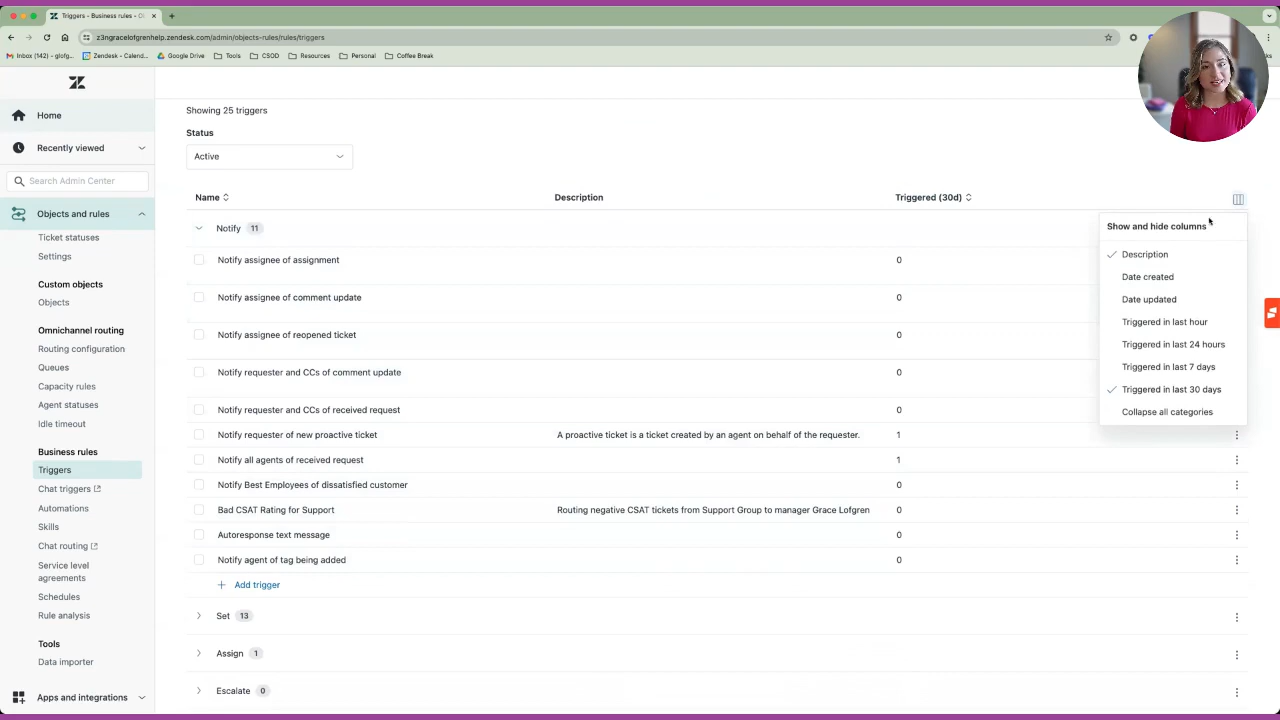 Triggers - Business rules - D
z3ngracelofgrenhelp.zendesk.com/admin/objects-rules/rules/triggers
Inbox (142) - glofg...
Zendesk - Calend...
Google Drive
Tools
CSOD
Resources
Personal
Coffee Break
Home
Recently viewed
Search Admin Center
Objects and rules
Ticket statuses
Settings
Custom objects
Objects
Omnichannel routing
Routing configuration
Queues
Capacity rules
Agent statuses
Idle timeout
Business rules
Triggers
Chat triggers
Automations
Skills
Chat routing
Service level
agreements
Schedules
Rule analysis
Tools
Data importer
Apps and integrations
Showing 25 triggers
Status
Active
Name Description Triggered (30d)
Notify 11
Notify assignee of assignment 0
Notify assignee of comment update 0
Notify assignee of reopened ticket 0
Notify requester and CCs of comment update 0
Notify requester and CCs of received request 0
Notify requester of new proactive ticket A proactive ticket is a ticket created by an agent on behalf of the requester. 1
Notify all agents of received request 1
Notify Best Employees of dissatisfied customer 0
Bad CSAT Rating for Support Routing negative CSAT tickets from Support Group to manager Grace Lofgren 0
Autoresponse text message 0
Notify agent of tag being added 0
Add trigger
Set 13
Assign 1
Escalate 0
Show and hide columns
Description
Date created
Date updated
Triggered in last hour
Triggered in last 24 hours
Triggered in last 7 days
Triggered in last 30 days
Collapse all categories